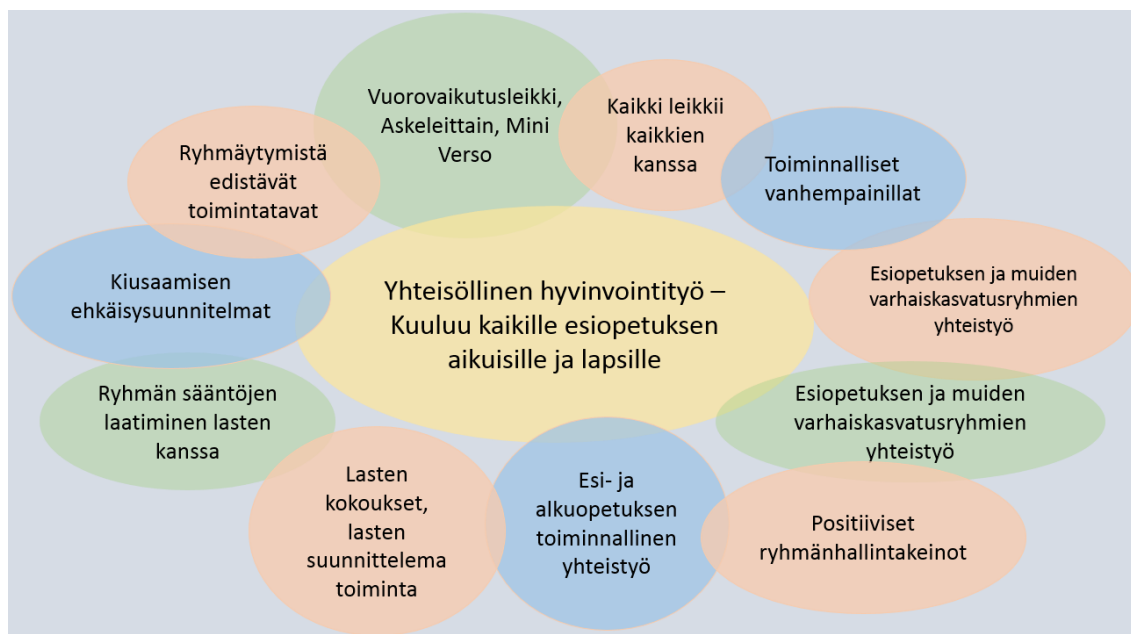 Vuorovaikutusleikki,
Askeleittain, Mini
Verso
Kaikki leikkii
kaikkien
kanssa
Toiminnalliset
vanhempainillat
Ryhmäytymistä
edistävät
toimintatavat
Kiusaamisen
ehkäisysuunnitelmat
Yhteisöllinen hyvinvointityö –
Kuuluu kaikille esiopetuksen
aikuisille ja lapsille
Esiopetuksen ja muiden
varhaiskasvatusryhmien
yhteistyö
Ryhmän sääntöjen
laatiminen lasten
kanssa
Esiopetuksen ja muiden
varhaiskasvatusryhmien
yhteistyö
Lasten
kokoukset,
lasten
suunnittelema
toiminta
Esi- ja
alkuopetuksen
toiminnallinen
yhteistyö
Positiiviset
ryhmänhallintakeinot